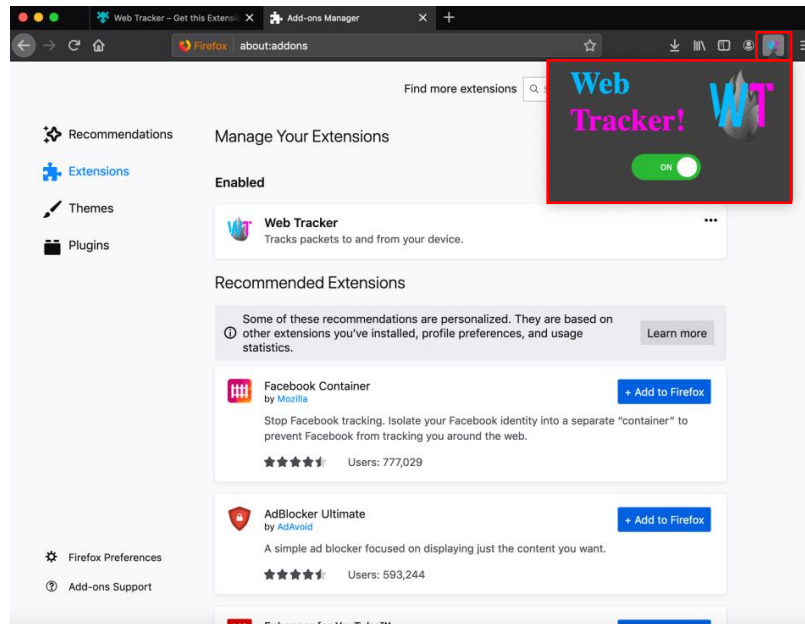 Web Tracker – Get this Extensi
Add-ons Manager
Firefox about:addons
Find more extensions
Web
Tracker!
WT
ON
Recommendations
Extensions
Themes
Plugins
Manage Your Extensions
Enabled
WT
Web Tracker
Tracks packets to and from your device.
Recommended Extensions
Some of these recommendations are personalized. They are based on
other extensions you've installed, profile preferences, and usage
statistics.
Learn more
Facebook Container
by Mozilla
+ Add to Firefox
Stop Facebook tracking. Isolate your Facebook identity into a separate “container” to
prevent Facebook from tracking you around the web.
Users: 777,029
AdBlocker Ultimate
by AdAvoid
+ Add to Firefox
A simple ad blocker focused on displaying just the content you want.
Users: 593,244
Firefox Preferences
Add-ons Support